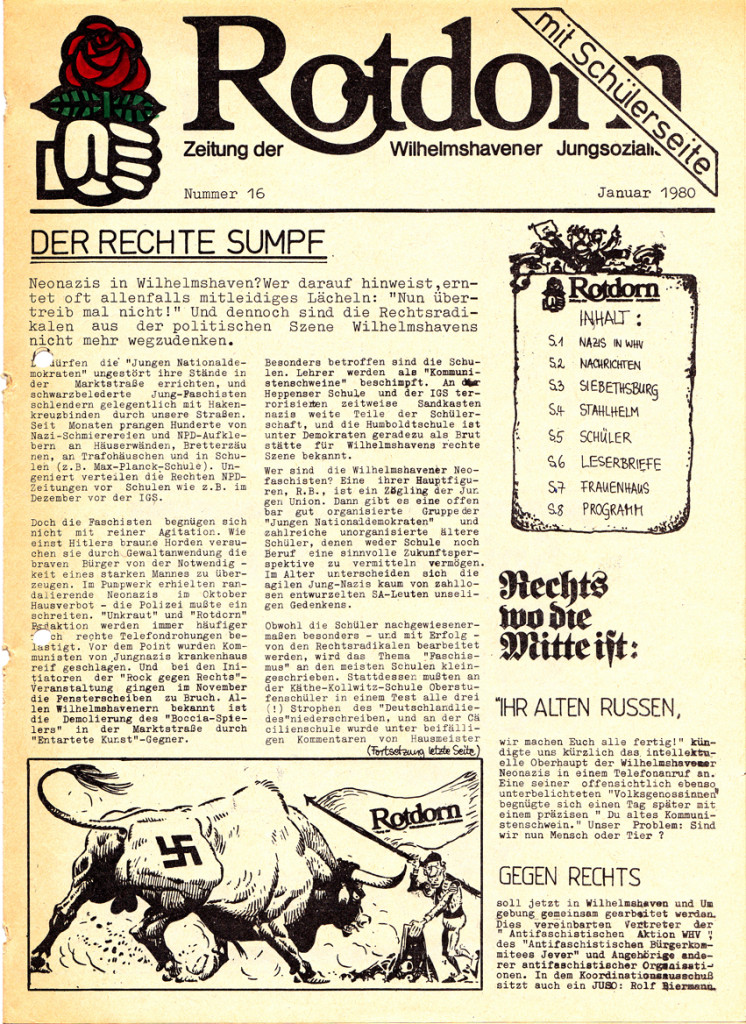 Rotdorn
mit Schülerseite
Zeitung der Wilhelmshavener
Nummer 16
Januar 1980
DER RECHTE SUMPF
Neonazis in Wilhelmshaven?Wer darauf hinweist,ern-
tet oft allenfalls mitleidiges Lächeln: "Nun über-
treib mal nicht!" Und dennoch sind die Rechtsradi-
kalen aus der politischen Szene Wilhelmshavens
nicht mehr wegzudenken.
dürfen die "Jungen Nationalde-
mokraten" ungestört ihre Stände in
der Marktstraße errichten, und
schwarzbelederte Jung-Faschisten
schlendern gelegentlich mit Haken-
kreuzbinden durch unsere Straßen.
Seit Monaten prangen Hunderte von
Nazi-Schmierereien und NPD-Aufkle-
bern an Häuserwänden, Bretterzäu-
nen, an Trafohäuschen und in Schu-
len (z.B. Max-Planck-Schule). Un-
geniert verteilen die Rechten NPD-
Zeitungen vor Schulen wie z.B. im
Dezember vor der IGS.
Doch die Faschisten begnügen sich
nicht mit reiner Agitation. Wie
einst Hitlers braune Horden versu-
chen sie durch Gewaltanwendung die
braven Bürger von der Notwendig -
keit eines starken Mannes zu über-
zeugen. Im Pumpwerk erhielten ran-
dalierende Neonazis im Oktober
Hausverbot - die Polizei mußte ein
schreiten. "Unkraut" und "Rotdorn"
Redaktion werden immer häufiger
rechte Telefondrohungen be-
lästigt. Vor dem Point wurden Kom-
munisten von Jungnazis krankenhaus
reif geschlagen. Und bei den Ini-
tiatoren der "Rock gegen Rechts"-
Veranstaltung gingen im November
die Fensterscheiben zu Bruch. Al-
len Wilhelmshavenern bekannt ist
die Demolierung des "Boccia-Spie-
lers" in der Marktstraße durch
"Entartete Kunst"-Gegner.
Besonders betroffen sind die Schu-
len. Lehrer werden als "Kommuni-
stenschweine" beschimpft. An der
Heppenser Schule und der IGS ter-
rorisieren zeitweise Sandkasten
nazis weite Teile der Schüler-
schaft, und die Humboldtschule ist
unter Demokraten geradezu als Brut
stätte für Wilhelmshavens rechte
Szene bekannt.
Wer sind die Wilhelmshavener Neo-
faschisten? Eine ihrer Hauptfigu-
ren, R.B., ist ein Zögling der Jun
gen Union. Dann gibt es eine offen
bar gut organisierte Gruppe der
"Jungen Nationaldemokraten" und
zahlreiche unorganisierte ältere
Schüler, denen weder Schule noch
Beruf eine sinnvolle Zukunftsper-
spektive zu vermitteln vermögen.
Im Alter unterscheiden sich die
agilen Jung-Nazis kaum von zahllo-
sen entwurzelten SA-Leuten unseli-
gen Gedenkens.
Obwohl die Schüler nachgewiesener-
maßen besonders - und mit Erfolg -
von den Rechtsradikalen bearbeitet
werden, wird das Thema "Faschis-
mus" an den meisten Schulen klein-
geschrieben. Stattdessen mußten an
der Käthe-Kollwitz-Schule Oberstu-
fenschüler in einem Test alle drei
(!) Strophen des "Deutschlandlie-
des"niederschreiben, und an der Cä
cilienschule wurde unter beifälli-
gen Kommentaren von Hausmeister
(Fortsetzung letzte Seite)
Rotdorn
INHALT :
S.1 NAZIS IN WHV
S.2 NACHRICHTEN
S.3 SIEBETHSBURG
S.4 STAHLHELM
S.5 SCHÜLER
S.6 LESERBRIEFE
S.7 FRAUENHAUS
S.8 PROGRAMM
Rechts
wo die
Mitte ist:
"IHR ALTEN RUSSEN,
wir machen Euch alle fertig!" kün-
digte uns kürzlich das intellektu-
elle Oberhaupt der Wilhelmshavener
Neonazis in einem Telefonanruf an.
Eine seiner offensichtlich ebenso
unterbelichteten "Volksgenossinnen"
begnügte sich einen Tag später mit
einem präzisen " Du altes Kommuni-
stenschwein." Unser Problem: Sind
wir nun Mensch oder Tier ?
GEGEN RECHTS
soll jetzt in Wilhelmshaven und Um
gebung gemeinsam gearbeitet werden.
Dies vereinbarten Vertreter der
" Antifaschistischen Aktion WHV ",
des "Antifaschistischen Bürgerkom-
mitees Jever" und Angehörige ande-
rer antifaschistischer Organisati-
onen. In dem Koordinationsausschuß
sitzt auch ein JUSO: Rolf Biermann.
Rotdorn